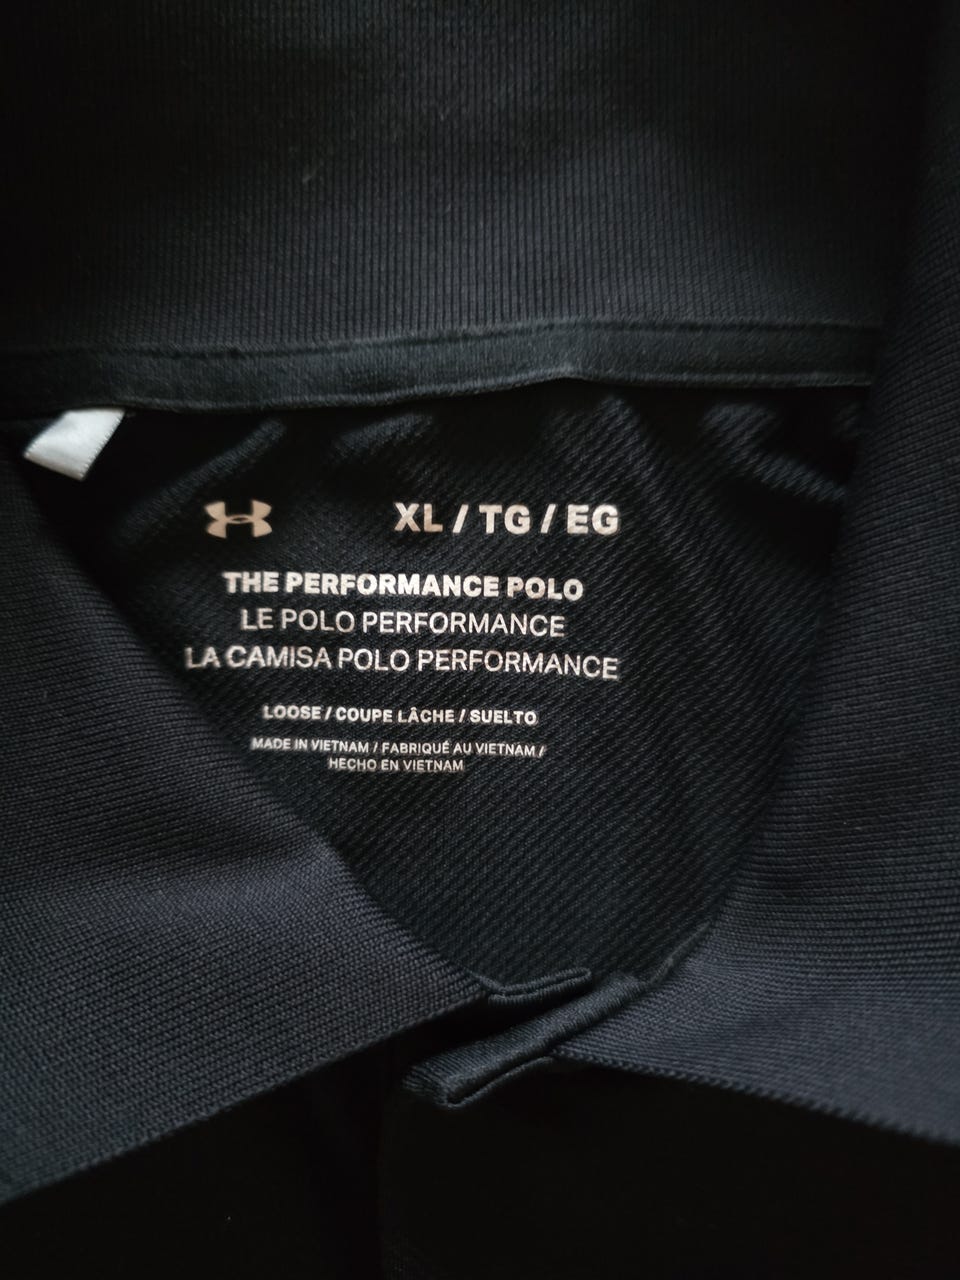 XL / TG / EG
THE PERFORMANCE POLO
LE POLO PERFORMANCE
LA CAMISA POLO PERFORMANCE
LOOSE / COUPE LÂCHE / SUELTO
MADE IN VIETNAM / FABRIQUÉ AU VIETNAM /
HECHO EN VIETNAM